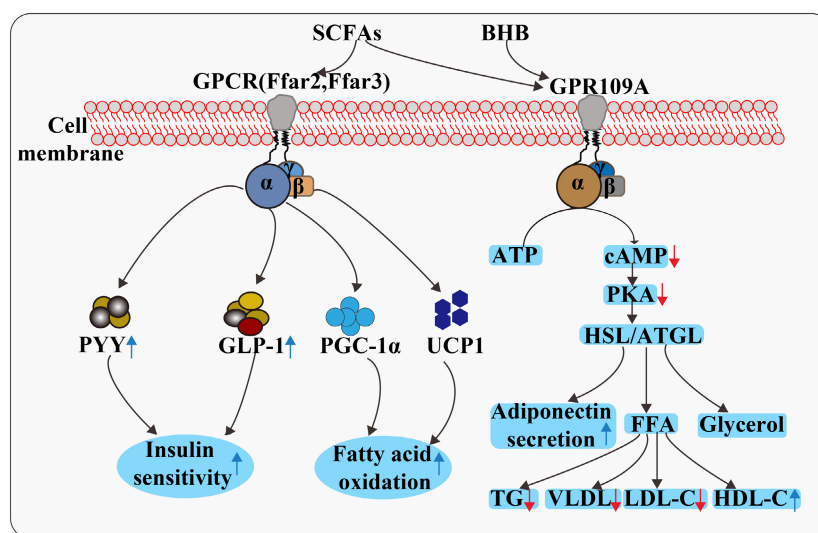 SCFAs
BHB
GPCR(Ffar2,Ffar3)
GPR109A
Cell
membrane
α
γ
β
α
γ
β
ATP
cAMP
PKA
HSL/ATGL
PYY
GLP-1
PGC-1α
UCP1
Adiponectin
secretion
FFA
Glycerol
Insulin
sensitivity
Fatty acid
oxidation
TG
VLDL
LDL-C
HDL-C